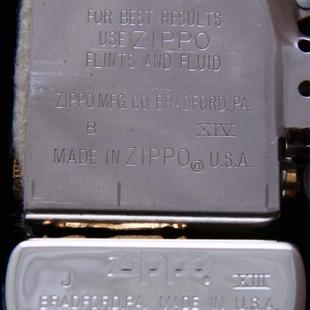 FOR BEST RESULTS
USE ZIPPO
FLINTS AND FLUID
ZIPPO MFG. CO. BRADFORD, PA.
B XIV
MADE IN ZIPPO® U.S.A.
J Zippo® XIII
BRADFORD, PA. MADE IN U.S.A.